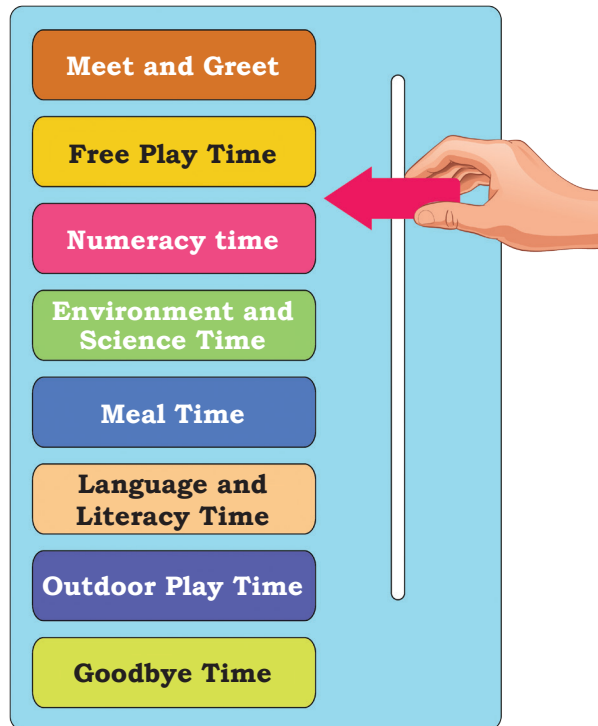 Meet and Greet
Free Play Time
Numeracy time
Environment and
Science Time
Meal Time
Language and
Literacy Time
Outdoor Play Time
Goodbye Time